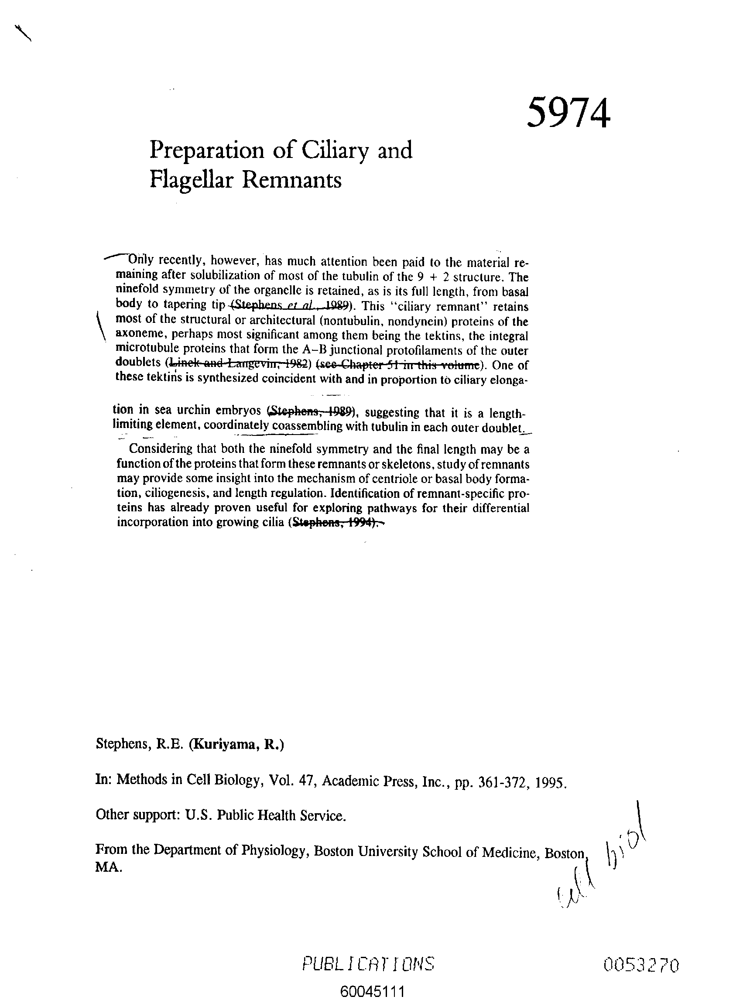 5974
Preparation of Ciliary and
Flagellar Remnants
Only recently, however, has much attention been paid to the material re-
maining after solubilization of most of the tubulin of the 9 + 2 structure. The
ninefold symmetry of the organelle is retained, as is its full length, from basal
body to tapering tip (Stephens et al., 1989). This "ciliary remnant" retains
most of the structural or architectural (nontubulin, nondynein) proteins of the
axoneme, perhaps most significant among them being the tektins, the integral
microtubule proteins that form the A–B junctional protofilaments of the outer
doublets (Linck and Langevin, 1982) (see Chapter 51 in this volume). One of
these tektins is synthesized coincident with and in proportion to ciliary elonga-
tion in sea urchin embryos (Stephens, 1989), suggesting that it is a length-
limiting element, coordinately coassembling with tubulin in each outer doublet.
Considering that both the ninefold symmetry and the final length may be a
function of the proteins that form these remnants or skeletons, study of remnants
may provide some insight into the mechanism of centriole or basal body forma-
tion, ciliogenesis, and length regulation. Identification of remnant-specific pro-
teins has already proven useful for exploring pathways for their differential
incorporation into growing cilia (Stephens, 1994).
Stephens, R.E. (Kuriyama, R.)
In: Methods in Cell Biology, Vol. 47, Academic Press, Inc., pp. 361-372, 1995.
Other support: U.S. Public Health Service.
From the Department of Physiology, Boston University School of Medicine, Boston,
MA.
cell biol
PUBLICATIONS
0053270
60045111